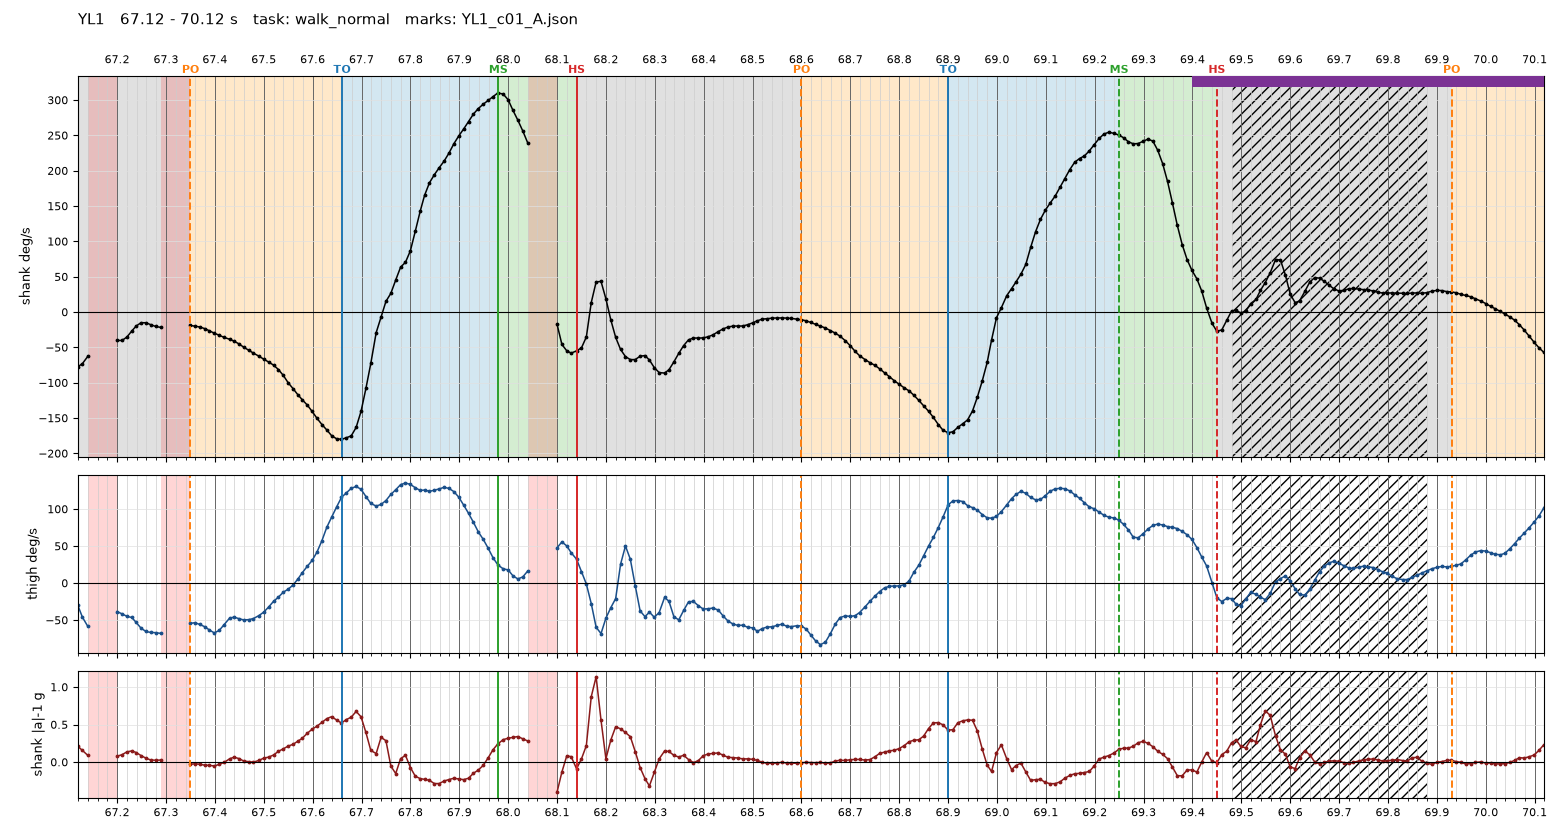 YL1   67.12 - 70.12 s   task: walk_normal   marks: YL1_c01_A.json
67.2 67.3 67.4 67.5 67.6 67.7 67.8 67.9 68.0 68.1 68.2 68.3 68.4 68.5 68.6 68.7 68.8 68.9 69.0 69.1 69.2 69.3 69.4 69.5 69.6 69.7 69.8 69.9 70.0 70.1
PO TO MS HS PO TO MS HS PO
shank deg/s
300
250
200
150
100
50
0
−50
−100
−150
−200
thigh deg/s
100
50
0
−50
shank |a|-1 g
1.0
0.5
0.0
67.2 67.3 67.4 67.5 67.6 67.7 67.8 67.9 68.0 68.1 68.2 68.3 68.4 68.5 68.6 68.7 68.8 68.9 69.0 69.1 69.2 69.3 69.4 69.5 69.6 69.7 69.8 69.9 70.0 70.1